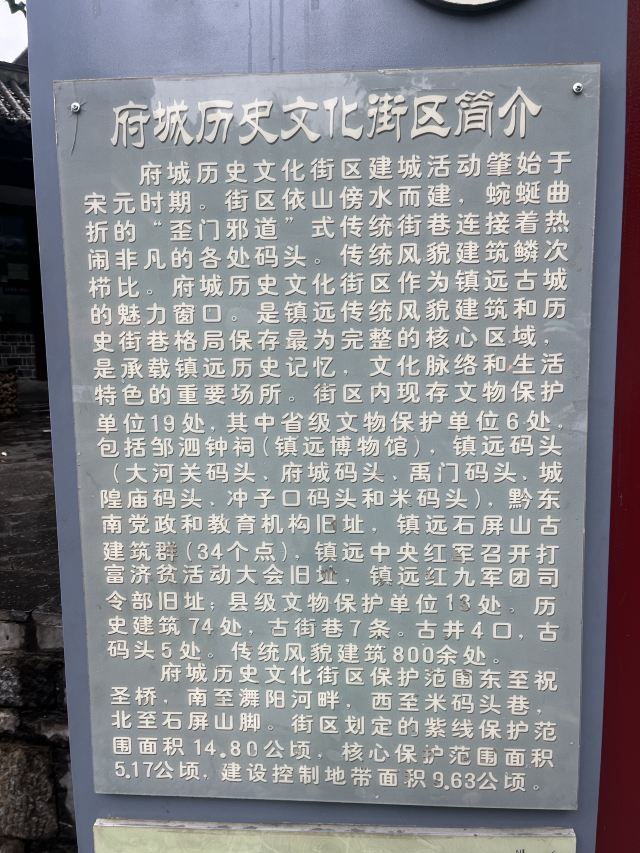 府城历史文化街区简介
府城历史文化街区建城活动肇始于
宋元时期。街区依山傍水而建，蜿蜒曲
折的“歪门邪道”式传统街巷连接着热
闹非凡的各处码头。传统风貌建筑鳞次
栉比。府城历史文化街区作为镇远古城
的魅力窗口。是镇远传统风貌建筑和历
史街巷格局保存最为完整的核心区域，
是承载镇远历史记忆，文化脉络和生活
特色的重要场所。街区内现存文物保护
单位19处，其中省级文物保护单位6处，
包括邹泗钟祠（镇远博物馆），镇远码头
（大河关码头、府城码头、禹门码头、城
隍庙码头、冲子口码头和米码头），黔东
南党政和教育机构旧址，镇远石屏山古
建筑群（34个点），镇远中央红军召开打
富济贫活动大会旧址，镇远红九军团司
令部旧址；县级文物保护单位13处。历
史建筑74处，古街巷7条。古井4口，古
码头5处。传统风貌建筑800余处。
府城历史文化街区保护范围东至祝
圣桥，南至㵲阳河畔，西至米码头巷，
北至石屏山脚。街区划定的紫线保护范
围面积14.80公顷，核心保护范围面积
5.17公顷，建设控制地带面积9.63公顷。